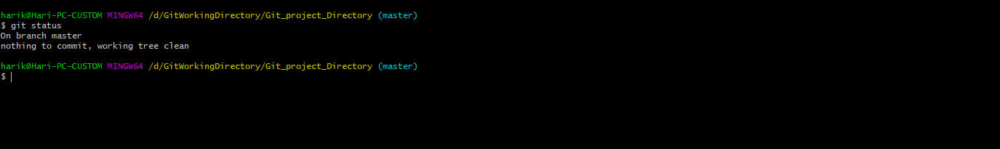 harik@Hari-PC-CUSTOM MINGW64 /d/GitWorkingDirectory/Git_project_Directory (master)
$ git status
On branch master
nothing to commit, working tree clean
harik@Hari-PC-CUSTOM MINGW64 /d/GitWorkingDirectory/Git_project_Directory (master)
$